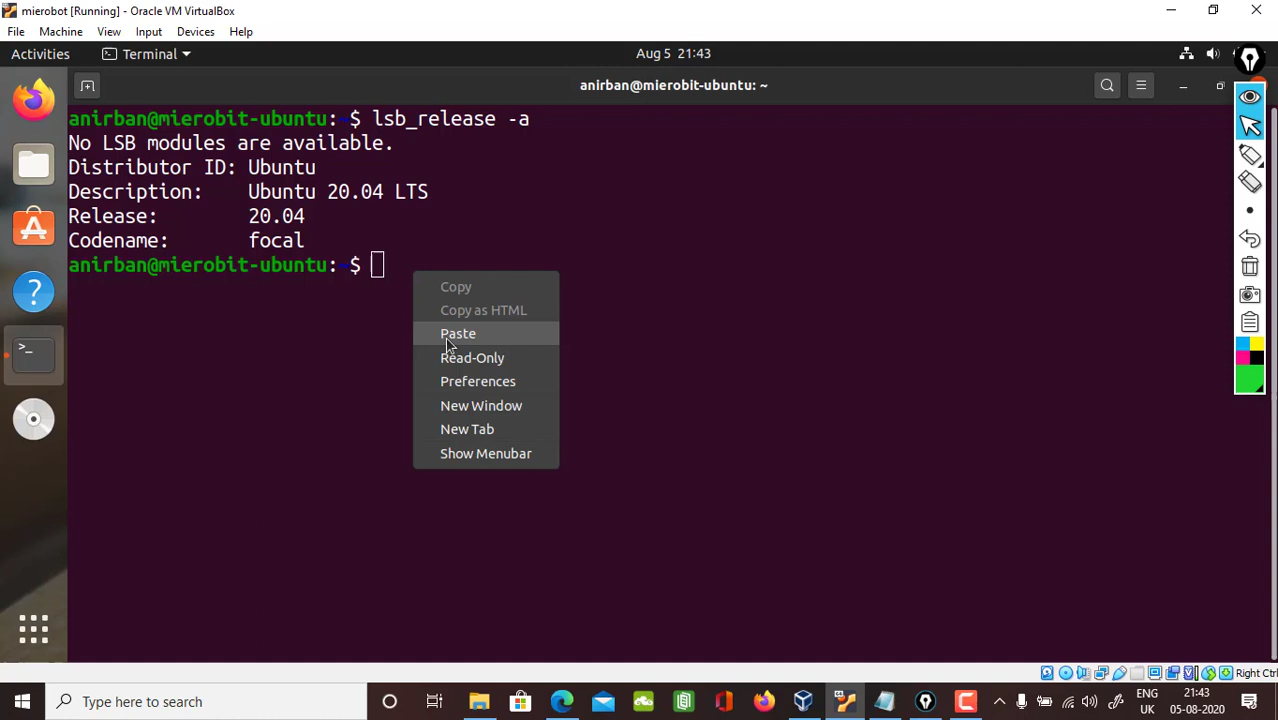 mierobot [Running] - Oracle VM VirtualBox
File Machine View Input Devices Help
Activities Terminal Aug 5 21:43
anirban@mierobit-ubuntu: ~
anirban@mierobit-ubuntu:~$ lsb_release -a
No LSB modules are available.
Distributor ID: Ubuntu
Description: Ubuntu 20.04 LTS
Release: 20.04
Codename: focal
anirban@mierobit-ubuntu:~$
Copy
Copy as HTML
Paste
Read-Only
Preferences
New Window
New Tab
Show Menubar
Right Ctrl
Type here to search
ENG
UK
21:43
05-08-2020